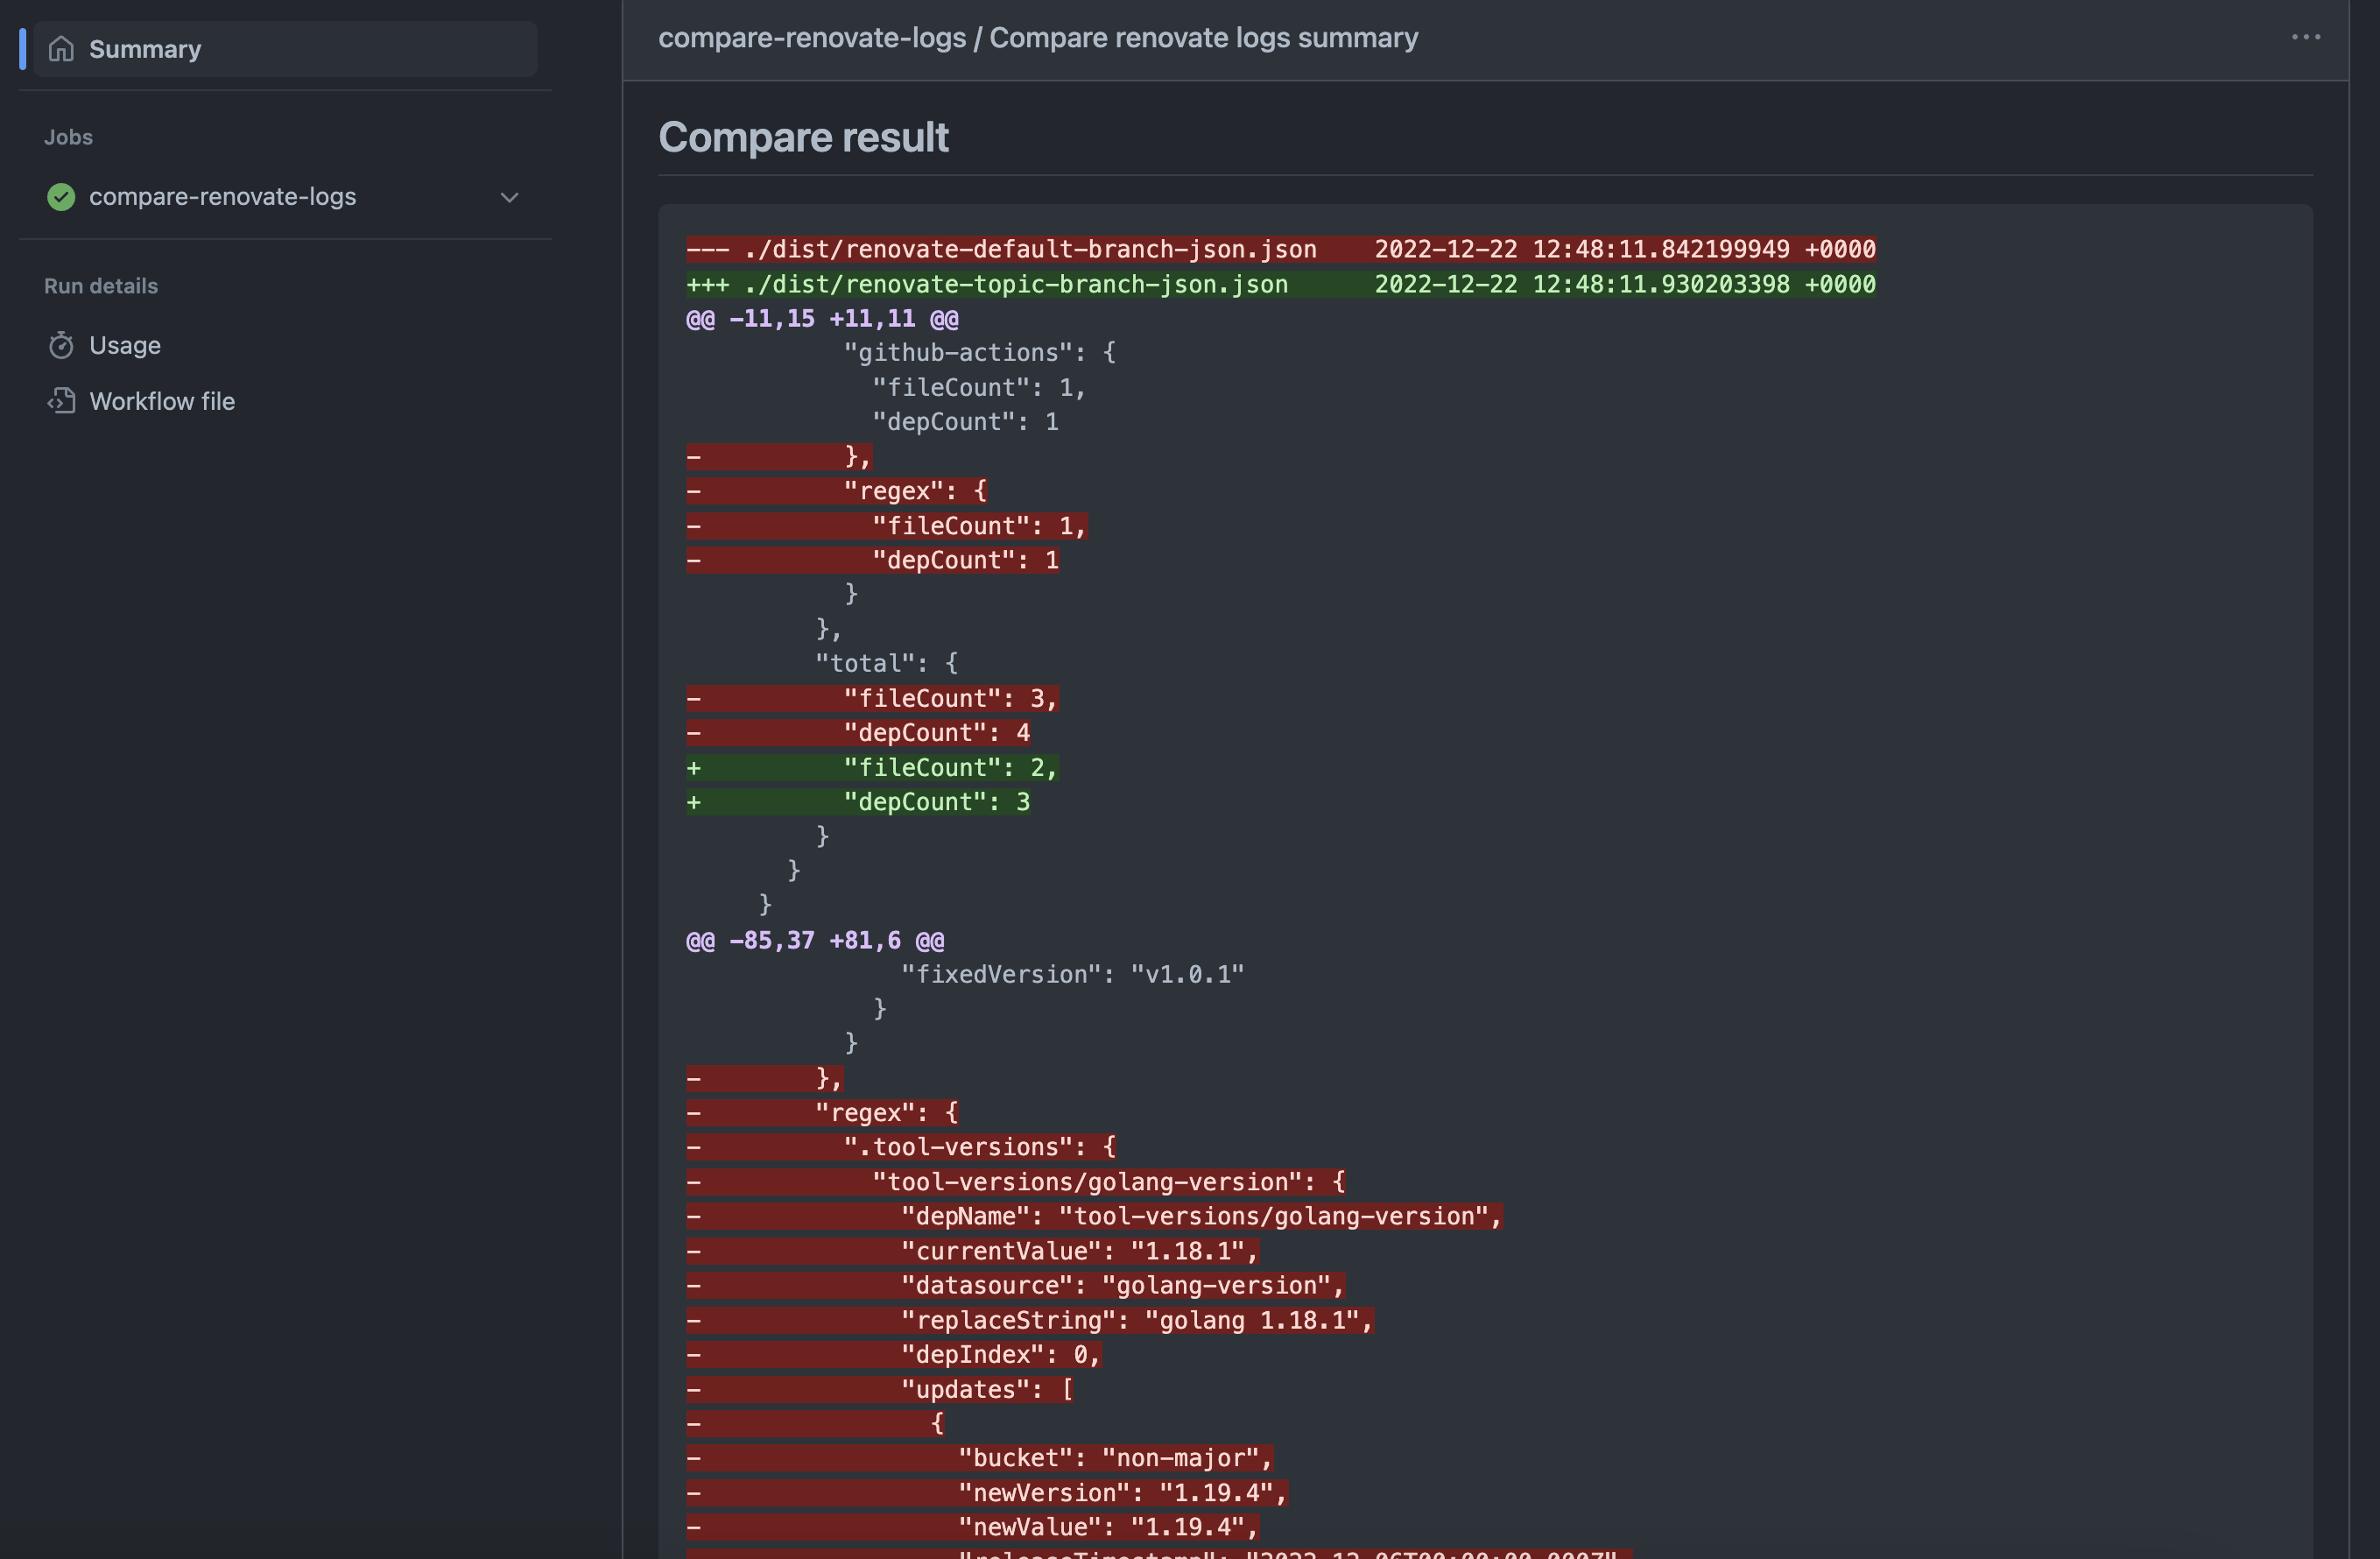 Summary
Jobs
compare-renovate-logs
Run details
Usage
Workflow file
compare-renovate-logs / Compare renovate logs summary
Compare result
--- ./dist/renovate-default-branch-json.json    2022-12-22 12:48:11.842199949 +0000
+++ ./dist/renovate-topic-branch-json.json      2022-12-22 12:48:11.930203398 +0000
@@ -11,15 +11,11 @@
           "github-actions": {
             "fileCount": 1,
             "depCount": 1
-          },
-          "regex": {
-            "fileCount": 1,
-            "depCount": 1
           }
         },
         "total": {
-          "fileCount": 3,
-          "depCount": 4
+          "fileCount": 2,
+          "depCount": 3
         }
       }
     }
@@ -85,37 +81,6 @@
               "fixedVersion": "v1.0.1"
             }
           }
-        },
-        "regex": {
-          ".tool-versions": {
-            "tool-versions/golang-version": {
-              "depName": "tool-versions/golang-version",
-              "currentValue": "1.18.1",
-              "datasource": "golang-version",
-              "replaceString": "golang 1.18.1",
-              "depIndex": 0,
-              "updates": [
-                {
-                  "bucket": "non-major",
-                  "newVersion": "1.19.4",
-                  "newValue": "1.19.4",